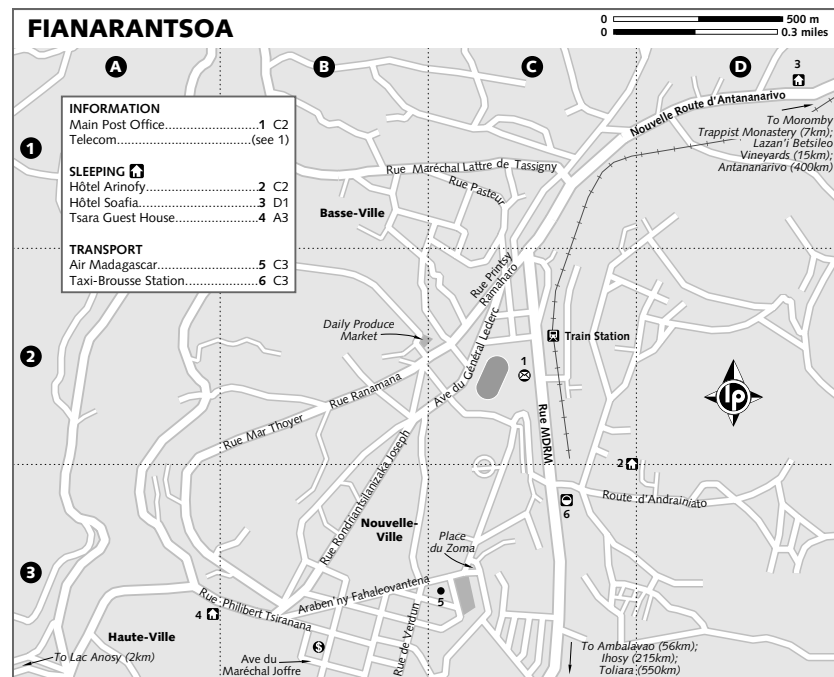 FIANARANTSOA
0 500 m
0 0.3 miles
A
B
C
D
3
Nouvelle Route d'Antananarivo
To Moromby
Trappist Monastery (7km);
Lazan'i Betsileo
Vineyards (15km);
Antananarivo (400km)
INFORMATION
Main Post Office..............................1 C2
Telecom....................................(see 1)
SLEEPING
Hôtel Arinofy...................................2 C2
Hôtel Soafia....................................3 D1
Tsara Guest House..........................4 A3
TRANSPORT
Air Madagascar...............................5 C3
Taxi-Brousse Station.......................6 C3
1
Rue Maréchal Lattre de Tassigny
Rue Pasteur
Basse-Ville
Rue Printsy
Ramaharo
Daily Produce
Market
Ave du Général Leclerc
Train Station
2
1
lp
Rue Ranamana
Rue Mar Thoyer
Rue MDRM
Rue Rondriantsilanizaka Joseph
2
Route d'Andrainiato
6
Nouvelle-
Ville
Place
du Zoma
3
Araben'ny Fahaleovantena
5
Rue Philibert Tsiranana
4
Rue de Verdun
Haute-Ville
To Lac Anosy (2km)
Ave du
Maréchal Joffre
$
To Ambalavao (56km);
Ihosy (215km);
Toliara (550km)